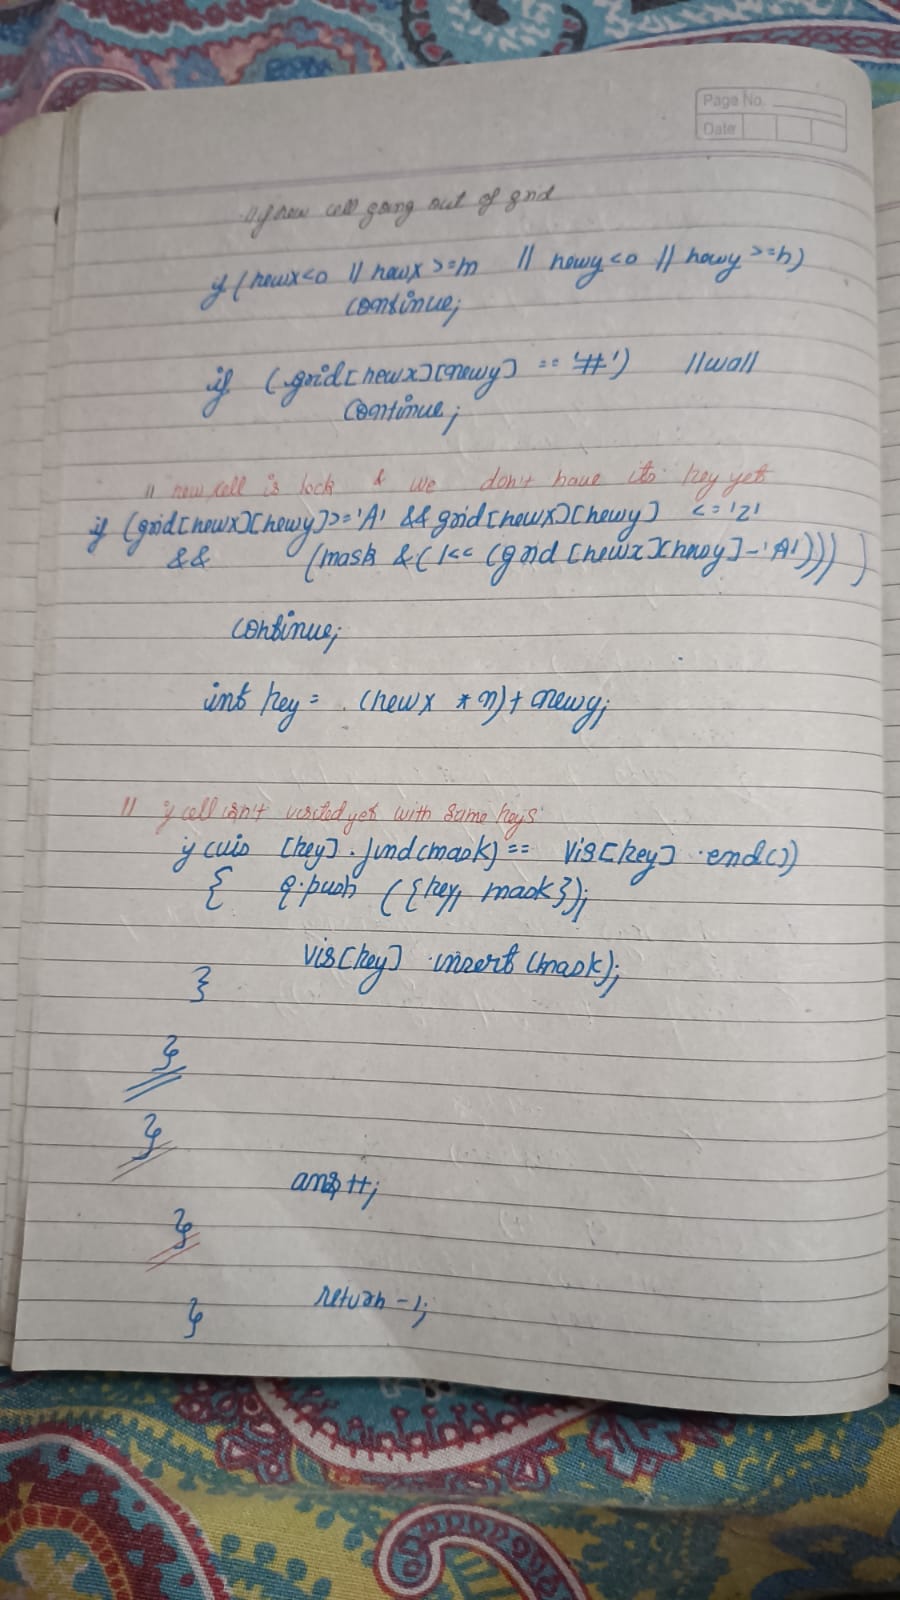 Page No.
Date
// if new cell going out of grid
if (newx<0 || newx >=m || newy<0 || newy >=n)
continue;
if (grid[newx][newy] == '#') //wall
continue;
// new cell is lock & we don't have its key yet
if (grid[newx][newy]>='A' && grid[newx][newy] <='Z'
&& (mask &(1<< (grid[newx][newy]-'A'))))
continue;
int key = (newx * n)+ newy;
// if cell isn't visited yet with same keys
if (vis [key].find(mask) == vis[key].end())
{ q.push ({key, mask});
vis[key].insert(mask);
}
}
}
ans++;
}
return -1;
}